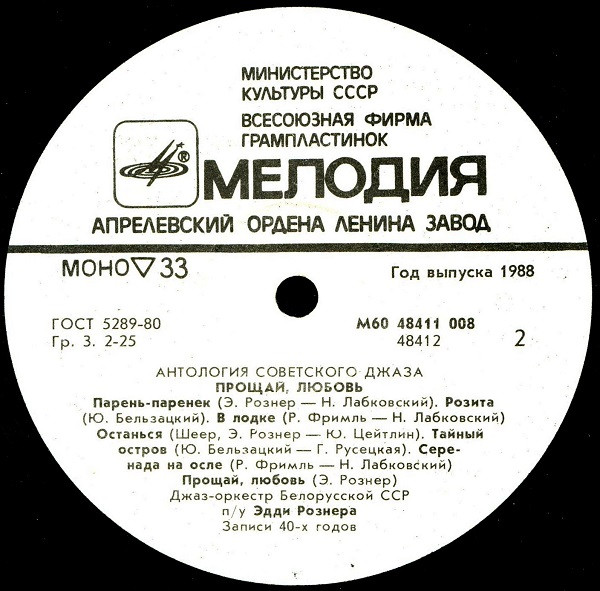 МИНИСТЕРСТВО
КУЛЬТУРЫ СССР
ВСЕСОЮЗНАЯ ФИРМА
ГРАМПЛАСТИНОК
®
МЕЛОДИЯ
АПРЕЛЕВСКИЙ ОРДЕНА ЛЕНИНА ЗАВОД
МОНО ▽ 33
Год выпуска 1988
ГОСТ 5289-80
М60 48411 008
Гр. 3. 2-25
48412
2
АНТОЛОГИЯ СОВЕТСКОГО ДЖАЗА
ПРОЩАЙ, ЛЮБОВЬ
Парень-паренек (Э. Рознер — Н. Лабковский). Розита
(Ю. Бельзацкий). В лодке (Р. Фримль — Н. Лабковский)
Останься (Шеер, Э. Рознер — Ю. Цейтлин). Тайный
остров (Ю. Бельзацкий — Г. Русецкая). Сере-
нада на осле (Р. Фримль — Н. Лабковский)
Прощай, любовь (Э. Рознер)
Джаз-оркестр Белорусской ССР
п/у Эдди Рознера
Записи 40-х годов